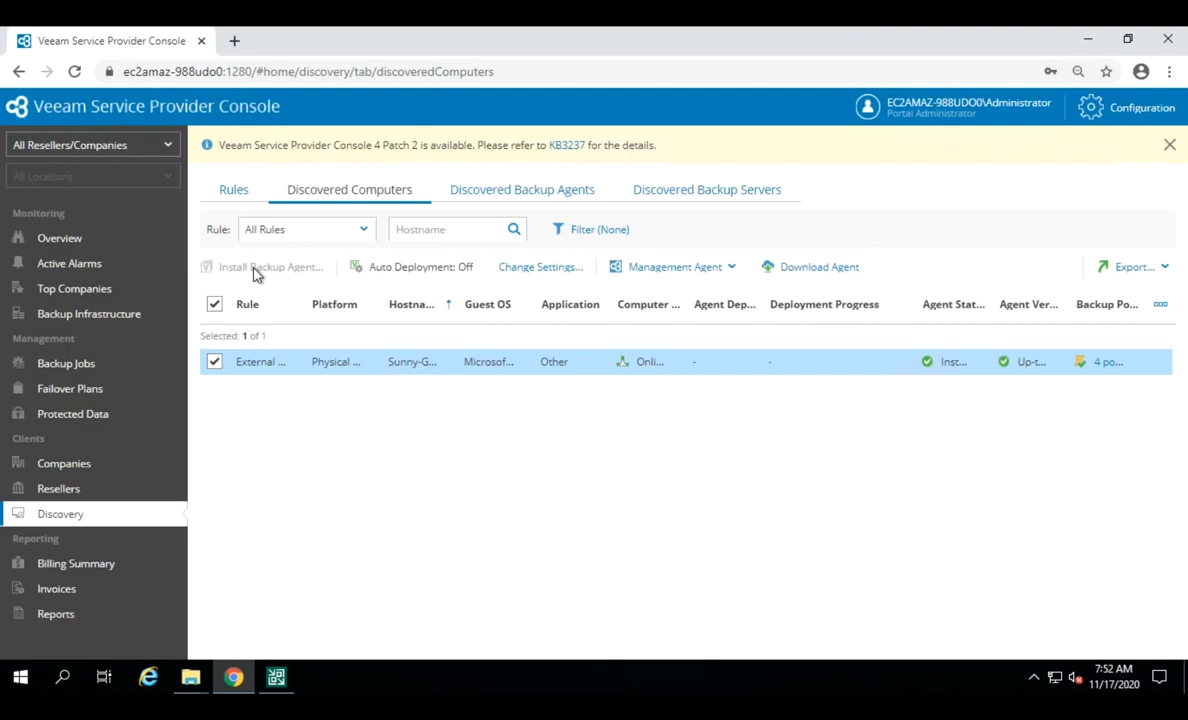 Veeam Service Provider Console
ec2amaz-988udo0:1280/#home/discovery/tab/discoveredComputers
Veeam Service Provider Console
EC2AMAZ-988UDO0\Administrator
Portal Administrator
Configuration
All Resellers/Companies
All Locations
Monitoring
Overview
Active Alarms
Top Companies
Backup Infrastructure
Management
Backup Jobs
Failover Plans
Protected Data
Clients
Companies
Resellers
Discovery
Reporting
Billing Summary
Invoices
Reports
Veeam Service Provider Console 4 Patch 2 is available. Please refer to KB3237 for the details.
Rules Discovered Computers Discovered Backup Agents Discovered Backup Servers
Rule: All Rules Hostname Filter (None)
Install Backup Agent... Auto Deployment: Off Change Settings... Management Agent Download Agent Export...
Rule Platform Hostna... Guest OS Application Computer ... Agent Dep... Deployment Progress Agent Stat... Agent Ver... Backup Po...
Selected: 1 of 1
External ... Physical ... Sunny-G... Microsof... Other Onli... - - Inst... Up-t... 4 po...
7:52 AM
11/17/2020